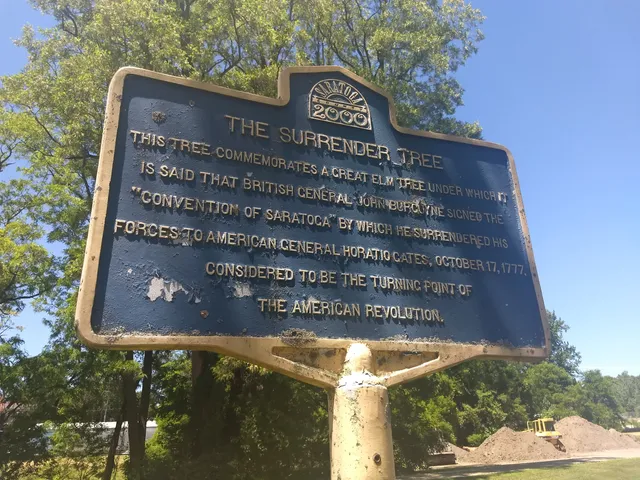 SARATOGA
2000
THE SURRENDER TREE
THIS TREE COMMEMORATES A GREAT ELM TREE UNDER WHICH IT
IS SAID THAT BRITISH GENERAL JOHN BURGOYNE SIGNED THE
"CONVENTION OF SARATOGA" BY WHICH HE SURRENDERED HIS
FORCES TO AMERICAN GENERAL HORATIO GATES, OCTOBER 17, 1777.
CONSIDERED TO BE THE TURNING POINT OF
THE AMERICAN REVOLUTION.